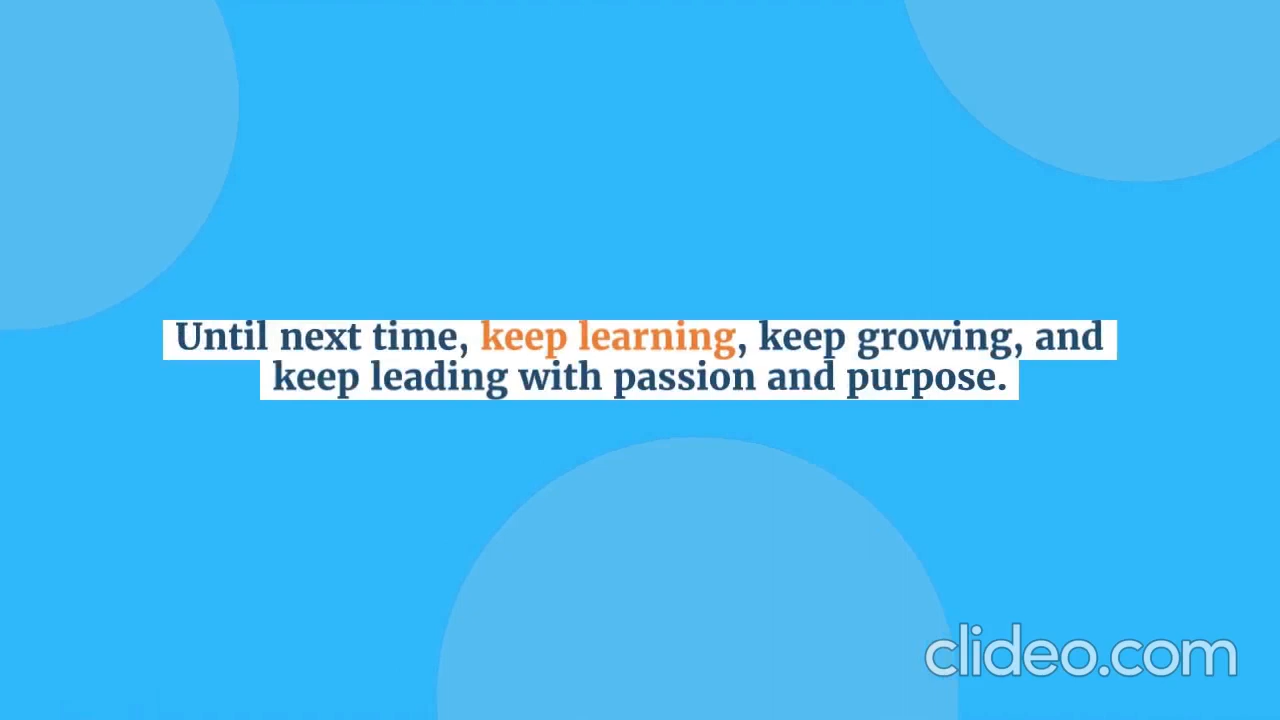 Until next time, keep learning, keep growing, and
keep leading with passion and purpose.
clideo.com